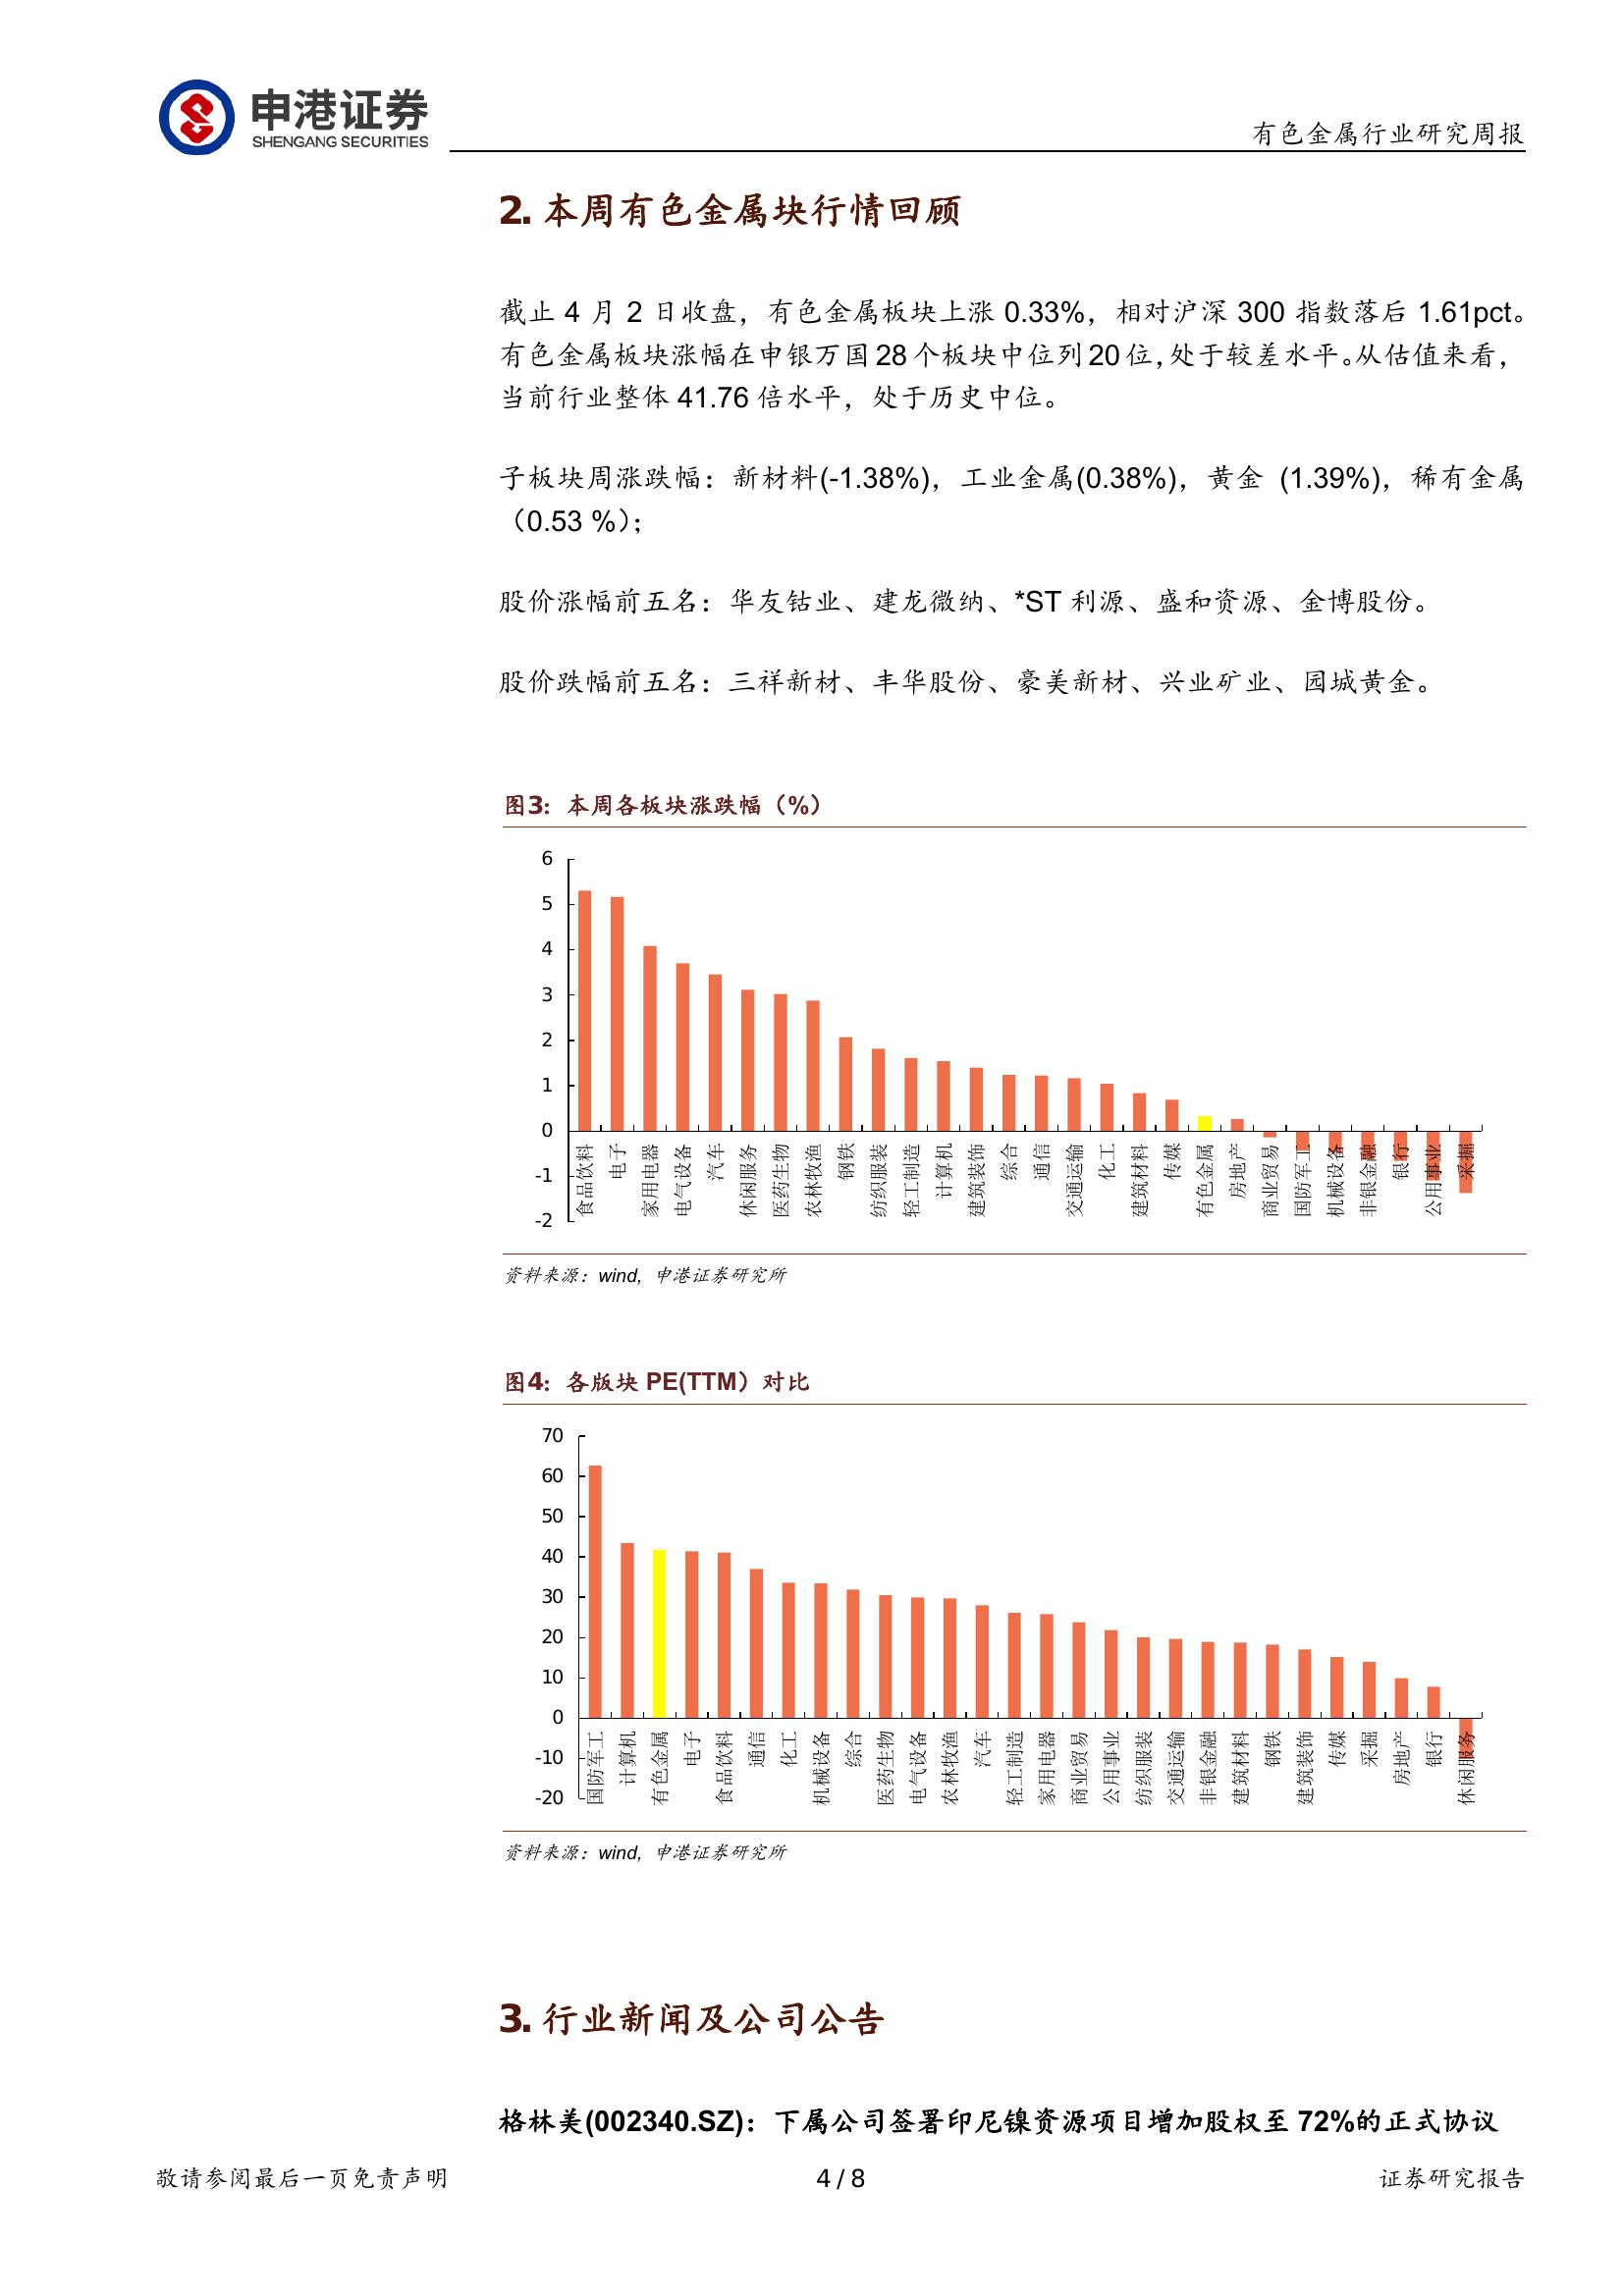 申港证券
SHENGANG SECURITIES
有色金属行业研究周报
2. 本周有色金属块行情回顾
截止 4 月 2 日收盘，有色金属板块上涨 0.33%，相对沪深 300 指数落后 1.61pct。
有色金属板块涨幅在申银万国 28 个板块中位列 20 位，处于较差水平。从估值来看，
当前行业整体 41.76 倍水平，处于历史中位。
子板块周涨跌幅：新材料(-1.38%)，工业金属(0.38%)，黄金 (1.39%)，稀有金属
（0.53 %）；
股价涨幅前五名：华友钴业、建龙微纳、*ST 利源、盛和资源、金博股份。
股价跌幅前五名：三祥新材、丰华股份、豪美新材、兴业矿业、园城黄金。
图3：本周各板块涨跌幅（%）
6
5
4
3
2
1
0
-1
-2
食品饮料
电子
家用电器
电气设备
汽车
休闲服务
医药生物
农林牧渔
钢铁
纺织服装
轻工制造
计算机
建筑装饰
综合
通信
交通运输
化工
建筑材料
传媒
有色金属
房地产
商业贸易
国防军工
机械设备
非银金融
银行
公用事业
采掘
资料来源：wind，申港证券研究所
图4：各版块 PE(TTM）对比
70
60
50
40
30
20
10
0
-10
-20
国防军工
计算机
有色金属
电子
食品饮料
通信
化工
机械设备
综合
医药生物
电气设备
农林牧渔
汽车
轻工制造
家用电器
商业贸易
公用事业
纺织服装
交通运输
非银金融
建筑材料
钢铁
建筑装饰
传媒
采掘
房地产
银行
休闲服务
资料来源：wind，申港证券研究所
3. 行业新闻及公司公告
格林美(002340.SZ)：下属公司签署印尼镍资源项目增加股权至 72%的正式协议
敬请参阅最后一页免责声明
4 / 8
证券研究报告